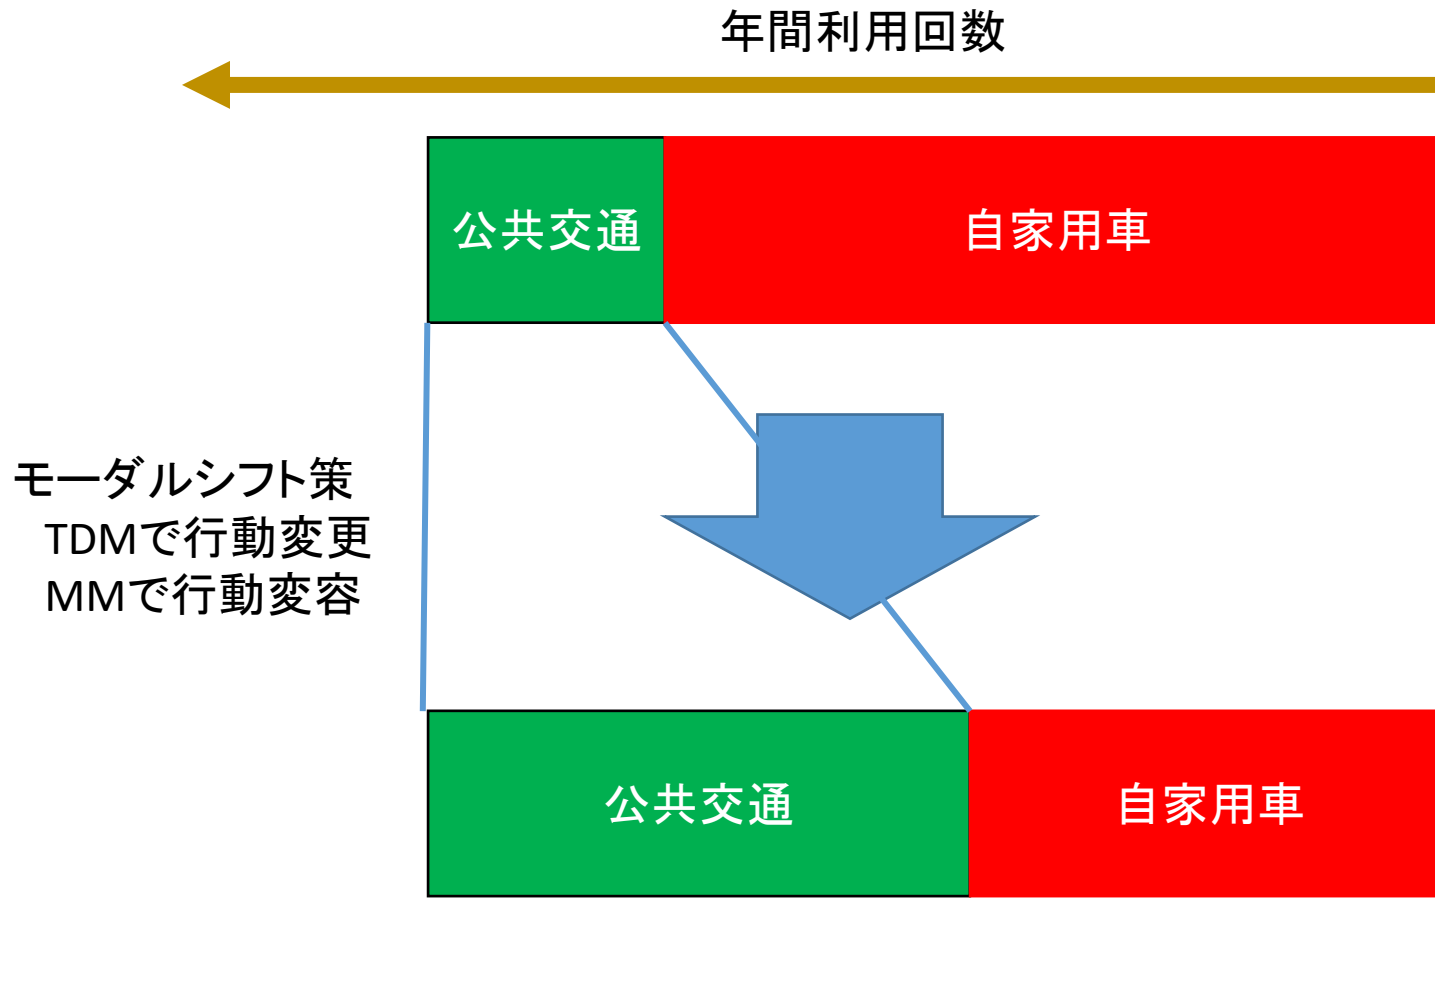 年間利用回数
公共交通
自家用車
モーダルシフト策
TDMで行動変更
MMで行動変容
公共交通
自家用車